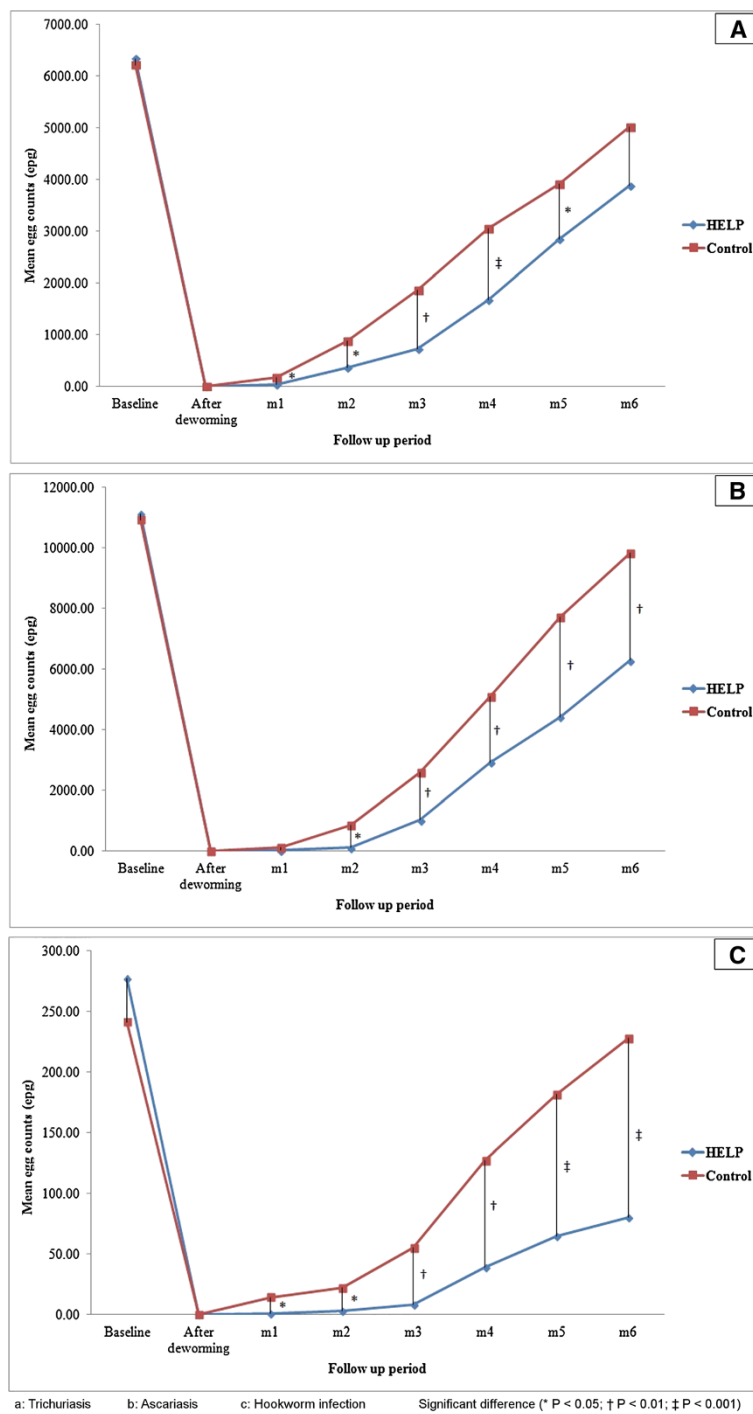 A
7000.00
6000.00
5000.00
4000.00
3000.00
2000.00
1000.00
0.00
Mean egg counts (epg)
* * † ‡ *
HELP
Control
Baseline After deworming m1 m2 m3 m4 m5 m6
Follow up period
B
12000.00
10000.00
8000.00
6000.00
4000.00
2000.00
0.00
Mean egg counts (epg)
* † † † †
HELP
Control
Baseline After deworming m1 m2 m3 m4 m5 m6
Follow up period
C
300.00
250.00
200.00
150.00
100.00
50.00
0.00
Mean egg counts (epg)
* * † † ‡ ‡
HELP
Control
Baseline After deworming m1 m2 m3 m4 m5 m6
Follow up period
a: Trichuriasis b: Ascariasis c: Hookworm infection Significant difference (* P < 0.05; † P < 0.01; ‡ P < 0.001)